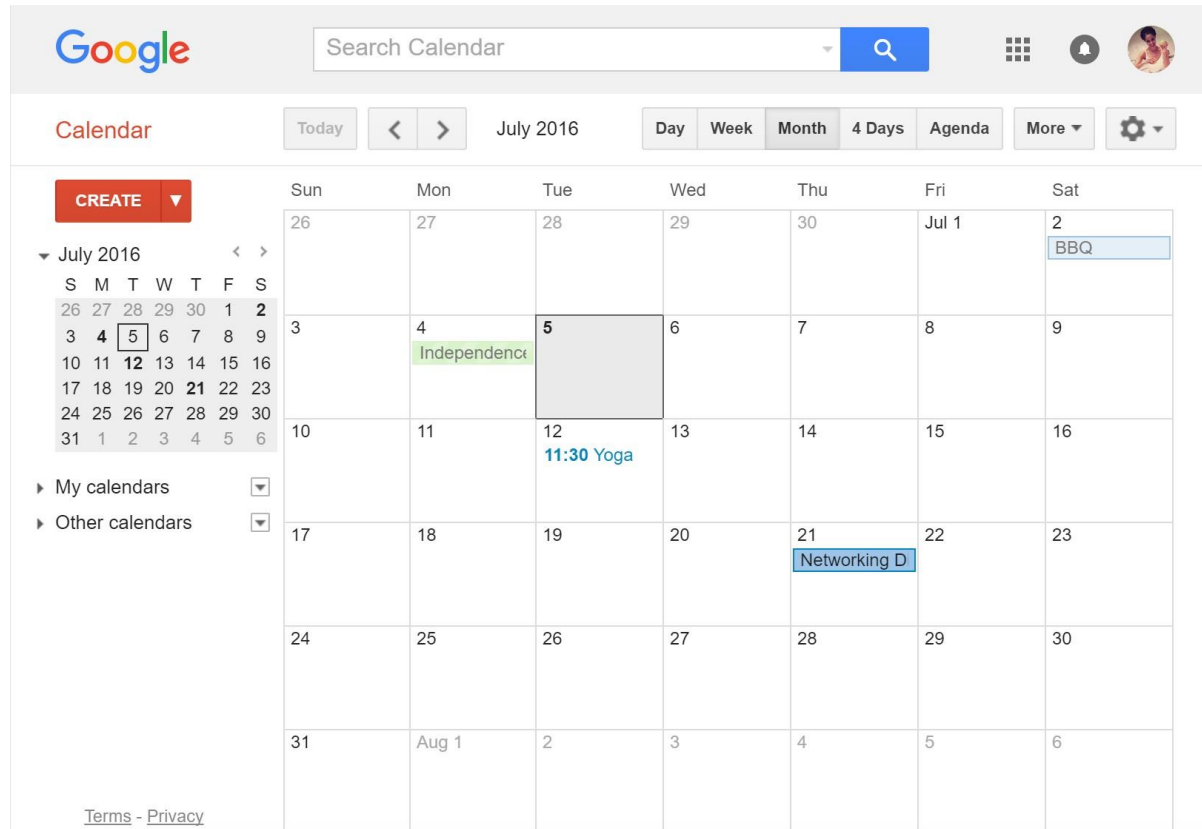 Google
Search Calendar
Calendar
Today July 2016 Day Week Month 4 Days Agenda More
CREATE
July 2016
S M T W T F S
26 27 28 29 30 1 2
3 4 5 6 7 8 9
10 11 12 13 14 15 16
17 18 19 20 21 22 23
24 25 26 27 28 29 30
31 1 2 3 4 5 6
My calendars
Other calendars
Terms - Privacy
Sun Mon Tue Wed Thu Fri Sat
26 27 28 29 30 Jul 1 2
BBQ
3 4 5 6 7 8 9
Independence
10 11 12 13 14 15 16
11:30 Yoga
17 18 19 20 21 22 23
Networking D
24 25 26 27 28 29 30
31 Aug 1 2 3 4 5 6